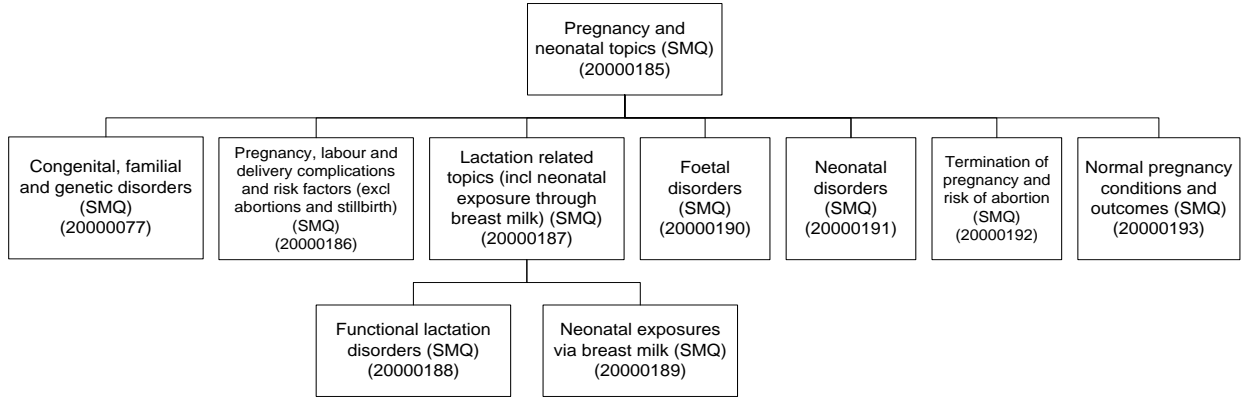 Pregnancy and
neonatal topics (SMQ)
(20000185)
Congenital, familial
and genetic disorders
(SMQ)
(20000077)
Pregnancy, labour and
delivery complications
and risk factors (excl
abortions and stillbirth)
(SMQ)
(20000186)
Lactation related
topics (incl neonatal
exposure through
breast milk) (SMQ)
(20000187)
Foetal
disorders
(SMQ)
(20000190)
Neonatal
disorders
(SMQ)
(20000191)
Termination of
pregnancy and
risk of abortion
(SMQ)
(20000192)
Normal pregnancy
conditions and
outcomes (SMQ)
(20000193)
Functional lactation
disorders (SMQ)
(20000188)
Neonatal exposures
via breast milk (SMQ)
(20000189)